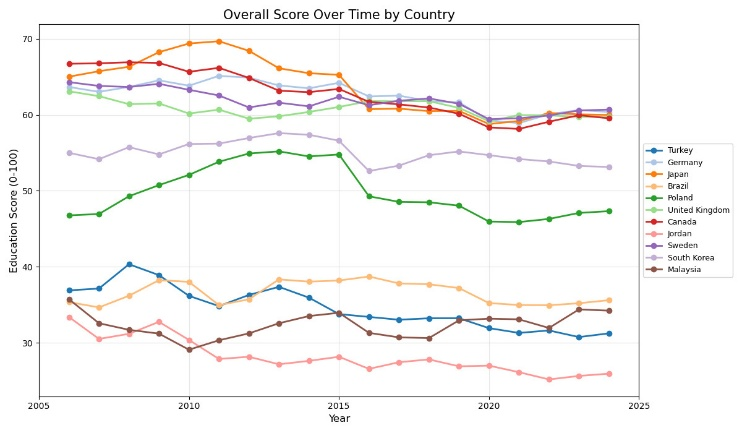 Overall Score Over Time by Country
Education Score (0-100)
70
60
50
40
30
2005
2010
2015
2020
2025
Year
Turkey
Germany
Japan
Brazil
Poland
United Kingdom
Canada
Jordan
Sweden
South Korea
Malaysia